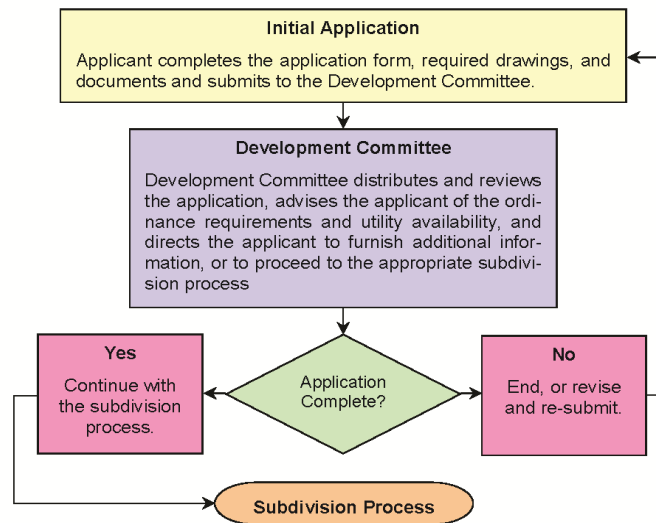 Initial Application
Applicant completes the application form, required drawings, and
documents and submits to the Development Committee.
Development Committee
Development Committee distributes and reviews
the application, advises the applicant of the ordi-
nance requirements and utility availability, and
directs the applicant to furnish additional infor-
mation, or to proceed to the appropriate subdivi-
sion process
Yes
Continue with
the subdivision
process.
Application
Complete?
No
End, or revise
and re-submit.
Subdivision Process